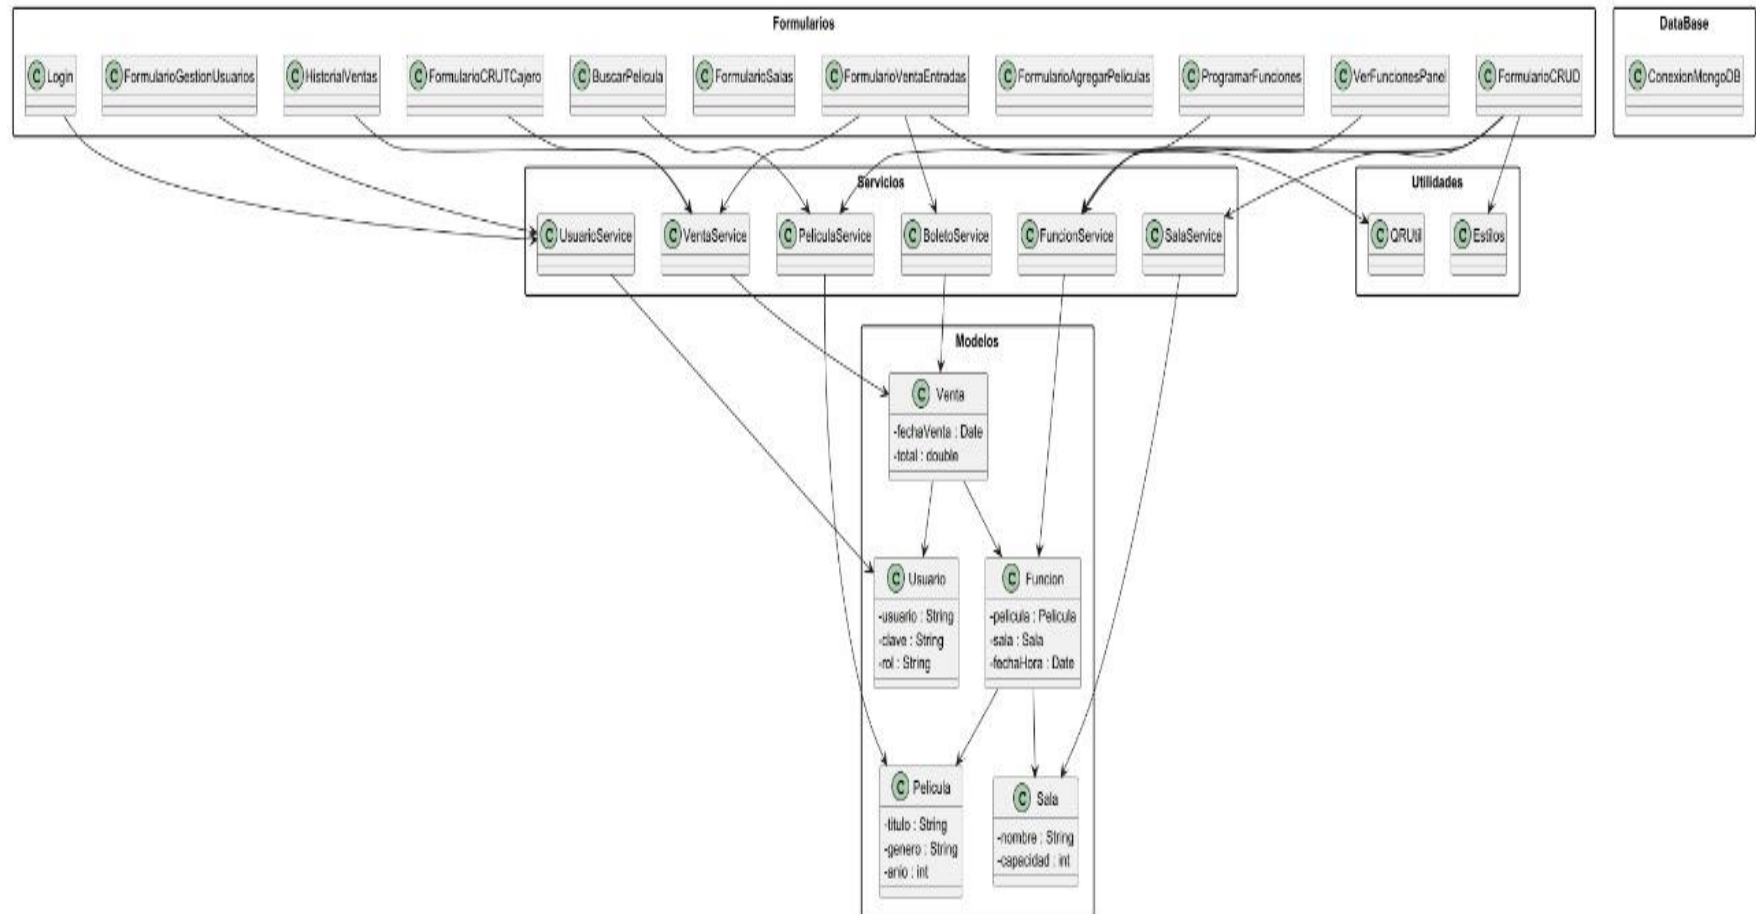 Formularios
DataBase
C Login
C FormularioGestionUsuarios
C HistorialVentas
C FormularioCRUTCajero
C BuscarPelicula
C FormularioSalas
C FormularioVentaEntradas
C FormularioAgregarPeliculas
C ProgramarFunciones
C VerFuncionesPanel
C FormularioCRUD
C ConexionMongoDB
Servicios
Utilidades
C UsuarioService
C VentaService
C PeliculaService
C BoletoService
C FuncionService
C SalaService
C QRUtil
C Estilos
Modelos
C Venta
-fechaVenta : Date
-total : double
C Usuario
-usuario : String
-clave : String
-rol : String
C Funcion
-pelicula : Pelicula
-sala : Sala
-fechaHora : Date
C Pelicula
-titulo : String
-genero : String
-anio : int
C Sala
-nombre : String
-capacidad : int